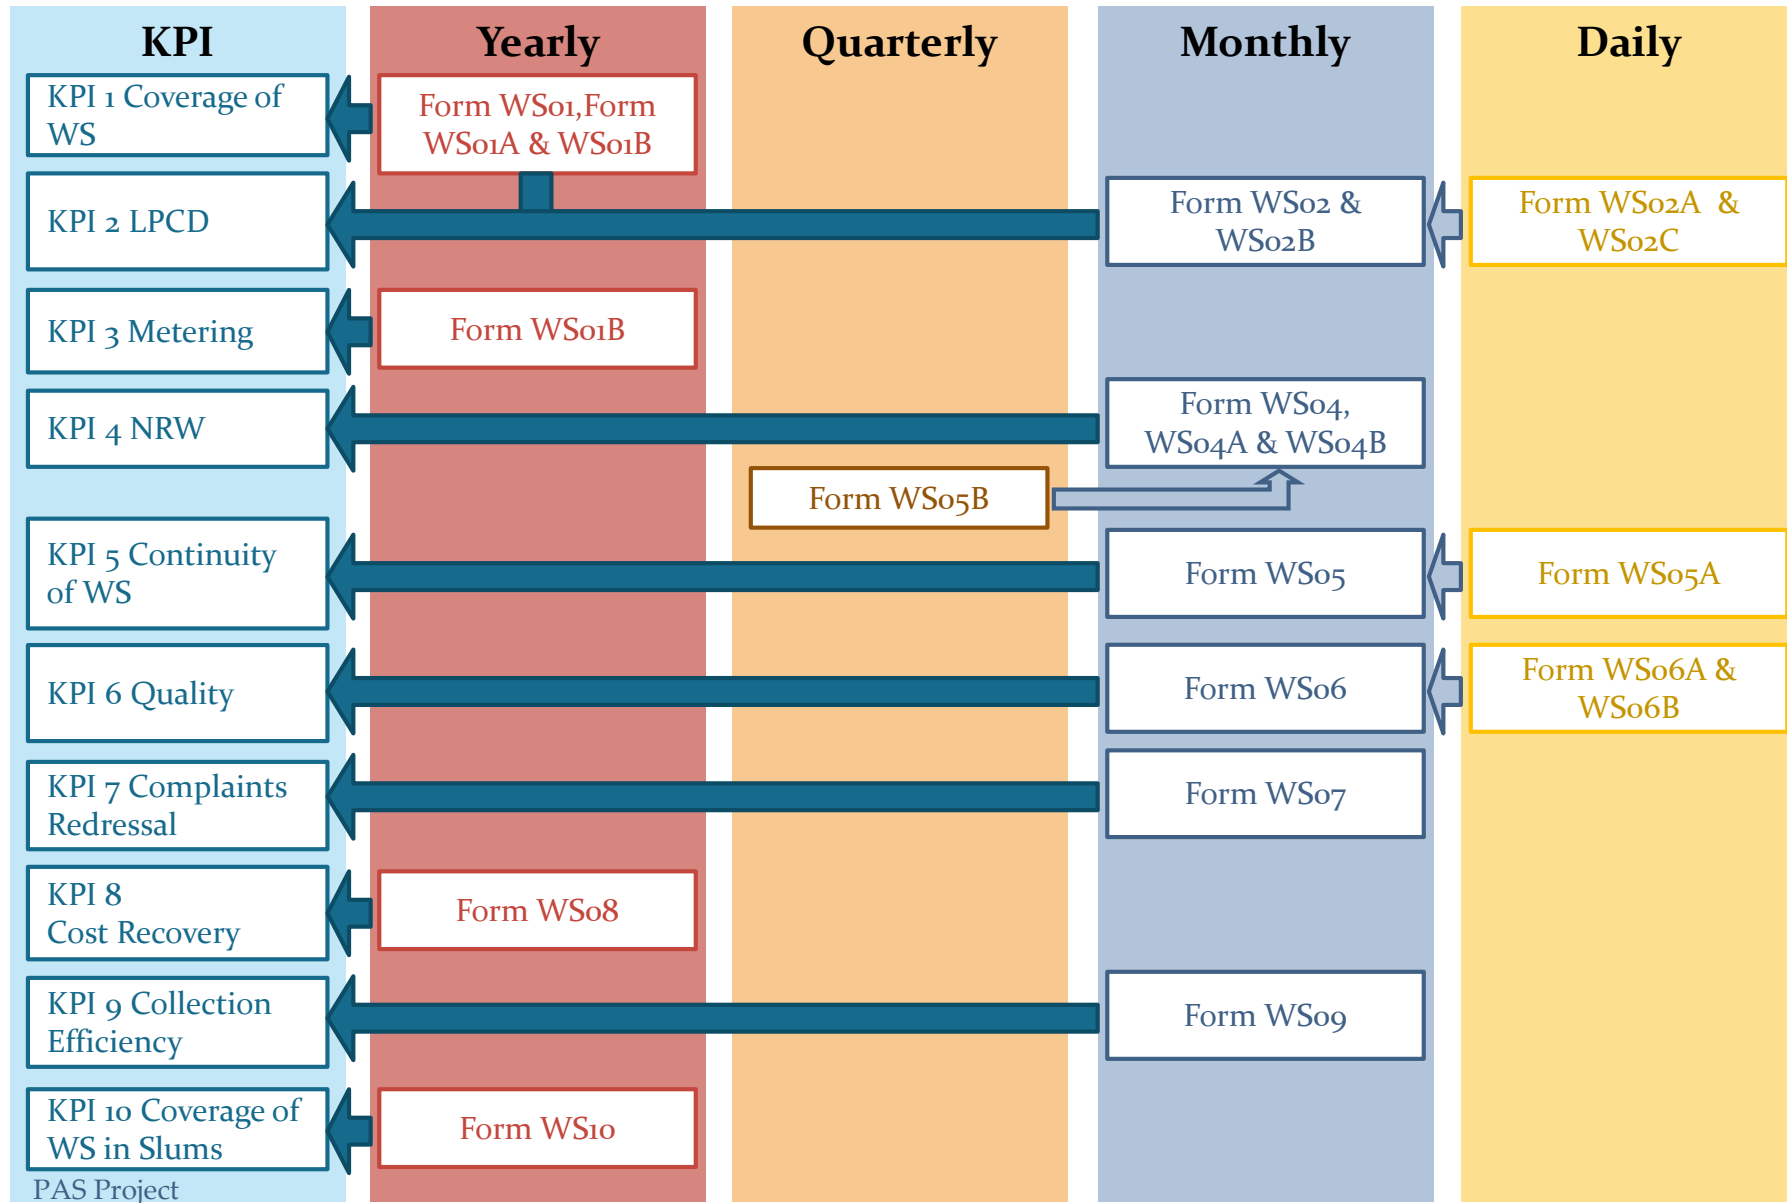 KPI
Yearly
Quarterly
Monthly
Daily
KPI 1 Coverage of
WS
Form WS01,Form
WS01A & WS01B
KPI 2 LPCD
Form WS02 &
WS02B
Form WS02A &
WS02C
KPI 3 Metering
Form WS01B
KPI 4 NRW
Form WS04,
WS04A & WS04B
Form WS05B
KPI 5 Continuity
of WS
Form WS05
Form WS05A
KPI 6 Quality
Form WS06
Form WS06A &
WS06B
KPI 7 Complaints
Redressal
Form WS07
KPI 8
Cost Recovery
Form WS08
KPI 9 Collection
Efficiency
Form WS09
KPI 10 Coverage of
WS in Slums
Form WS10
PAS Project